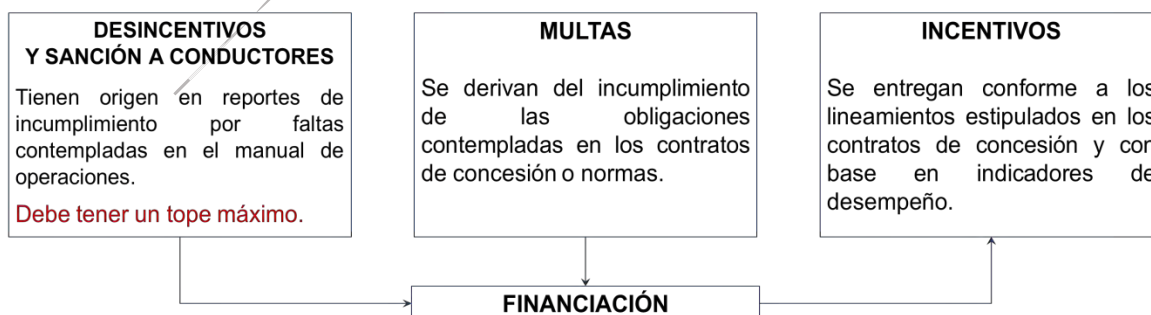 DESINCENTIVOS
Y SANCIÓN A CONDUCTORES
Tienen origen en reportes de
incumplimiento por faltas
contempladas en el manual de
operaciones.
Debe tener un tope máximo.
MULTAS
Se derivan del incumplimiento
de las obligaciones
contempladas en los contratos
de concesión o normas.
INCENTIVOS
Se entregan conforme a los
lineamientos estipulados en los
contratos de concesión y con
base en indicadores de
desempeño.
FINANCIACIÓN